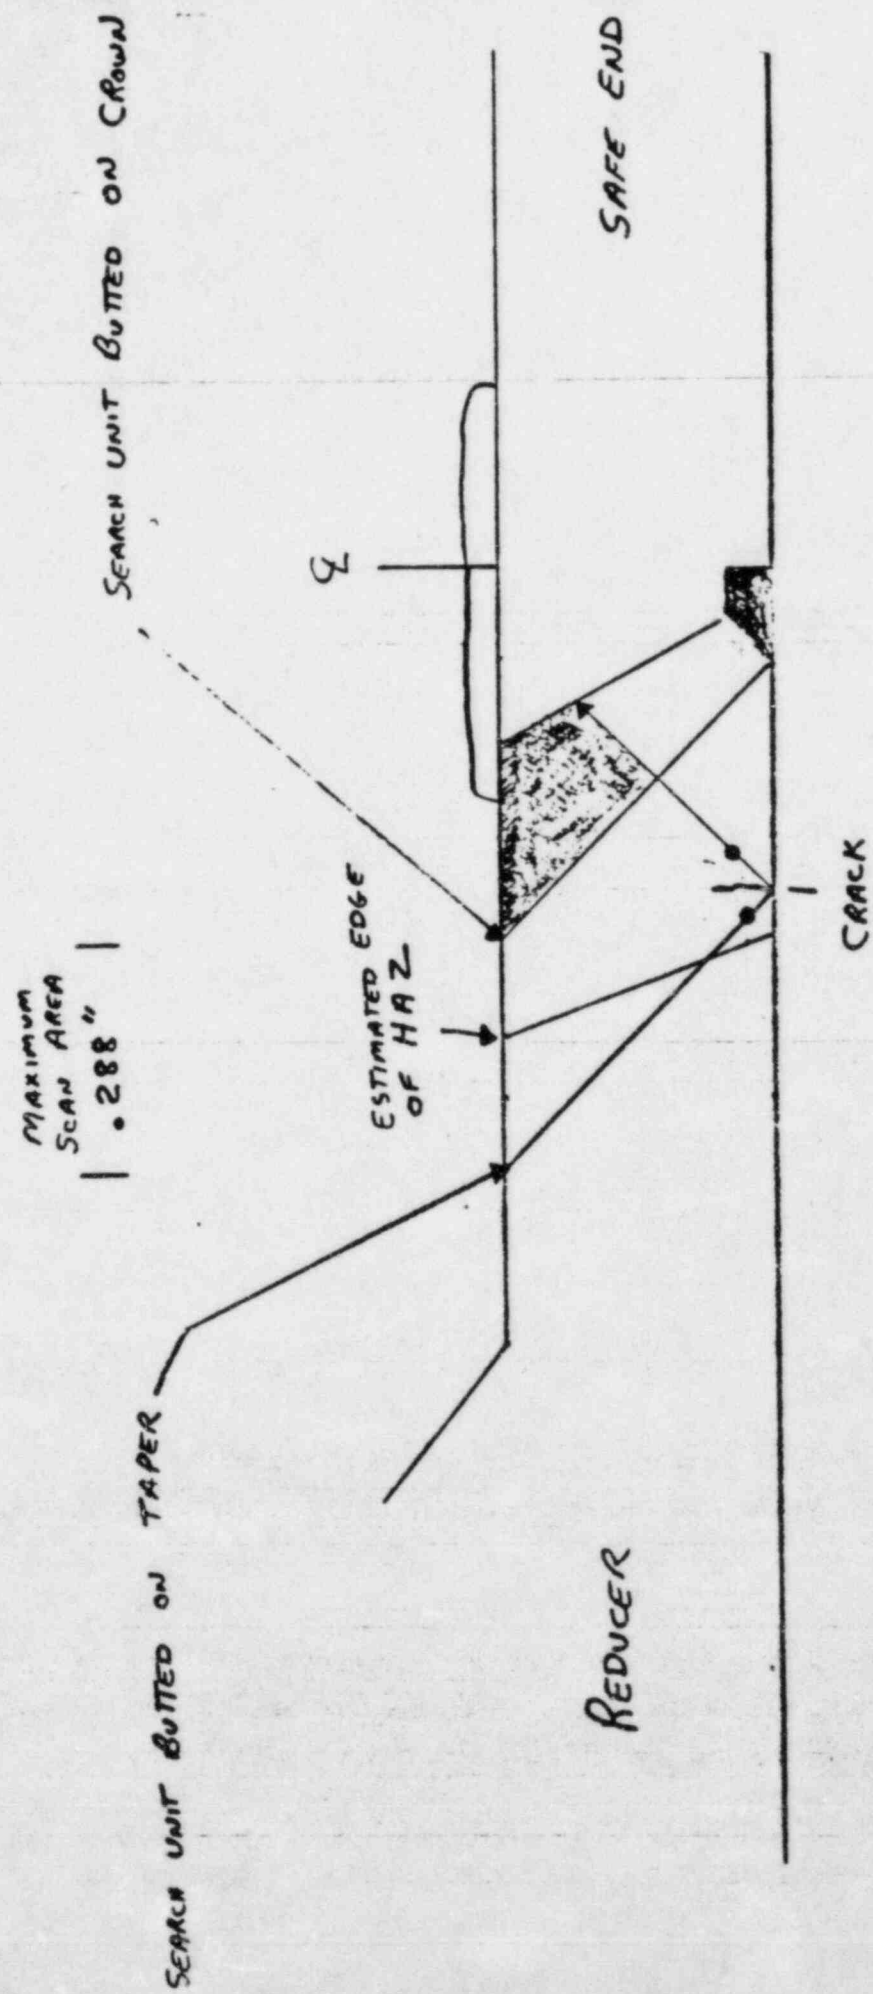 MAXIMUM
SCAN AREA
| .288" |
SEARCH UNIT BUTTED ON TAPER
SEARCH UNIT BUTTED ON CROWN
ESTIMATED EDGE
OF HAZ
℄
REDUCER
SAFE END
CRACK